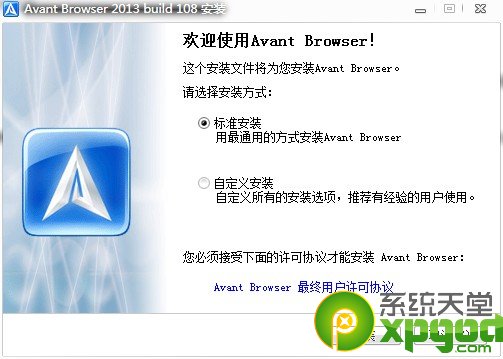 Avant Browser 2013 build 108 安装
欢迎使用Avant Browser!
这个安装文件将为您安装Avant Browser。
请选择安装方式:
标准安装
用最通用的方式安装Avant Browser
自定义安装
自定义所有的安装选项，推荐有经验的用户使用。
您必须接受下面的许可协议才能安装 Avant Browser:
Avant Browser 最终用户许可协议
系统天堂
xpgod